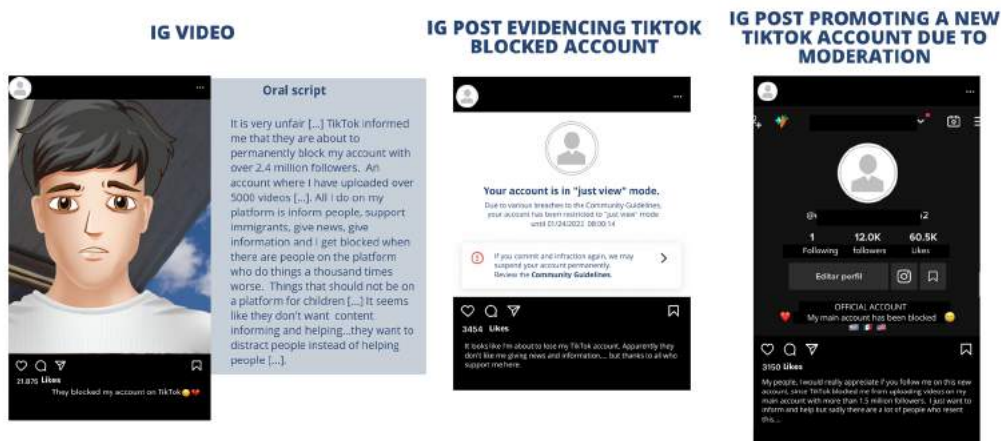 IG VIDEO
Oral script
It is very unfair [...] TikTok informed
me that they are about to
permanently block my account with
over 2.4 million followers. An
account where I have uploaded over
5000 videos [...]. All I do on my
platform is inform people, support
immigrants, give news, give
information and I get blocked when
there are people on the platform
who do things a thousand times
worse. Things that should not be on
a platform for children [...] It seems
like they don't want content
informing and helping...they want to
distract people instead of helping
people [...].
21.876 Likes
They blocked my account on TikTok
IG POST EVIDENCING TIKTOK
BLOCKED ACCOUNT
Your account is in "just view" mode.
Due to various breaches to the Community Guidelines,
your account has been restricted to "just view" mode
until 01/24/2022 08:00:14
If you commit and infraction again, we may
suspend your account permanently.
Review the Community Guidelines.
3454 Likes
It looks like I'm about to lose my TikTok account. Apparently they
don't like me giving news and information.... but thanks to all who
support me here.
IG POST PROMOTING A NEW
TIKTOK ACCOUNT DUE TO
MODERATION
1 12.0K 60.5K
Following followers Likes
Editar perfil
OFFICIAL ACCOUNT
My main account has been blocked
3150 Likes
My people, I would really appreciate if you follow me on this new
account, since TikTok blocked me from uploading videos on my
main account with more than 1.5 million followers. I just want to
inform and help but sadly there are a lot of people who resent
this....